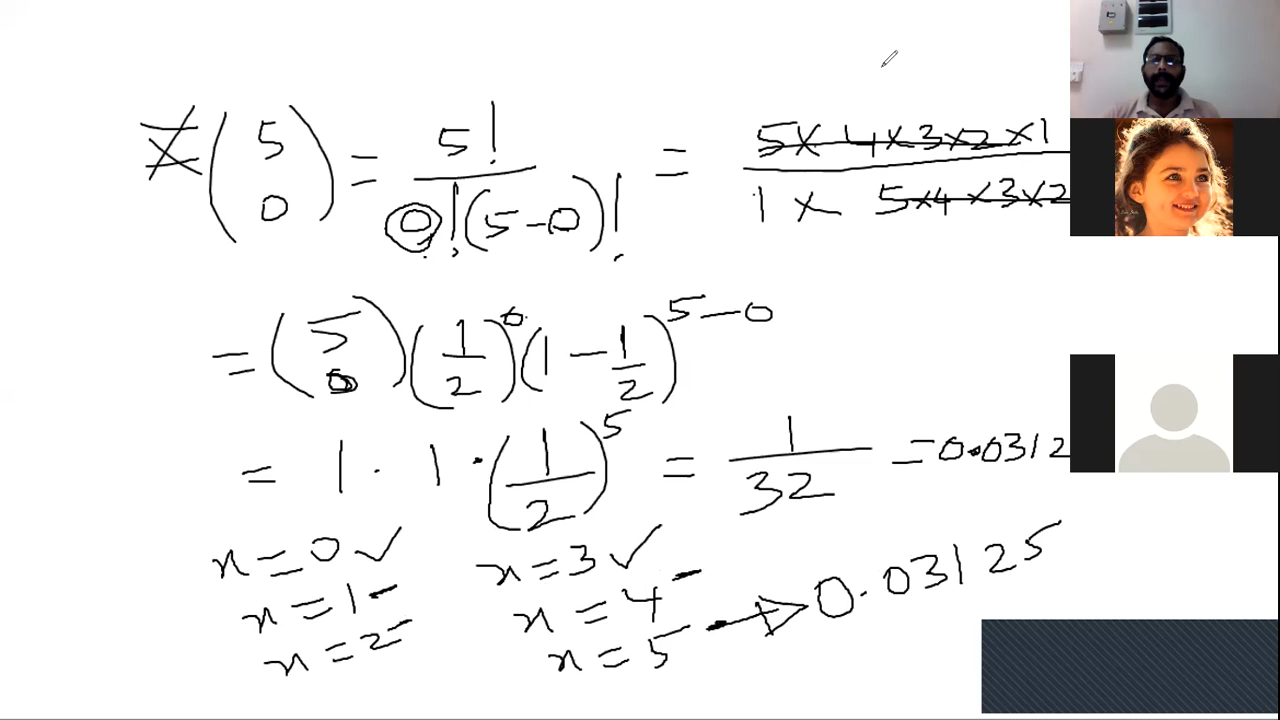 (5 0) = 5! / 0!(5-0)! = 5×4×3×2×1 / 1 × 5×4×3×2
= (5 0) (1/2)^0 (1 - 1/2)^5-0
= 1 · 1 · (1/2)^5 = 1/32 = 0.0312
x = 0 ✓ x = 3 ✓
x = 1 - x = 4 -
x = 2 - x = 5 → 0.03125